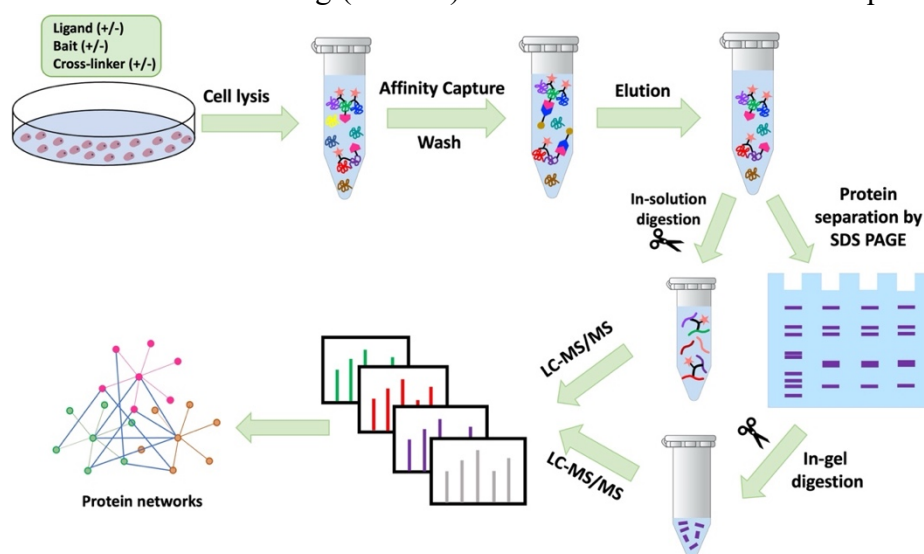 Ligand (+/-)
Bait (+/-)
Cross-linker (+/-)
Cell lysis
Affinity Capture
Wash
Elution
In-solution
digestion
Protein
separation by
SDS PAGE
LC-MS/MS
LC-MS/MS
In-gel
digestion
Protein networks